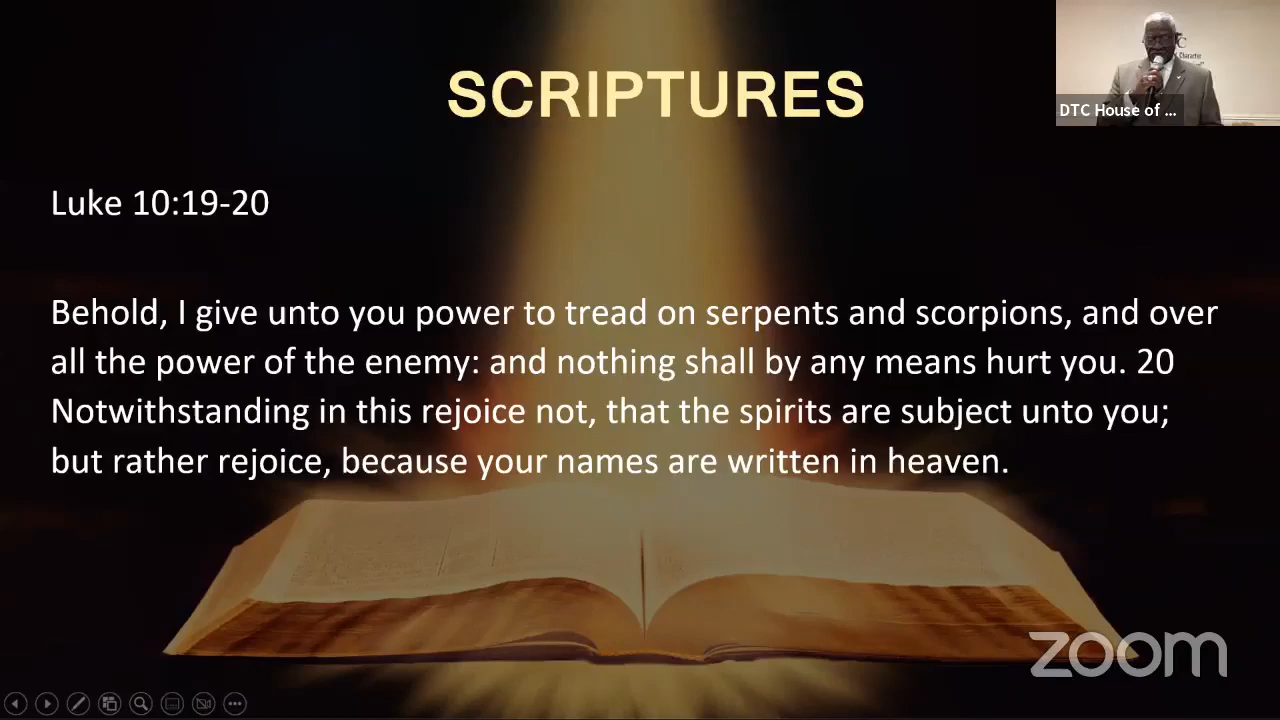 SCRIPTURES
DTC House of ...
Luke 10:19-20
Behold, I give unto you power to tread on serpents and scorpions, and over
all the power of the enemy: and nothing shall by any means hurt you. 20
Notwithstanding in this rejoice not, that the spirits are subject unto you;
but rather rejoice, because your names are written in heaven.
zoom